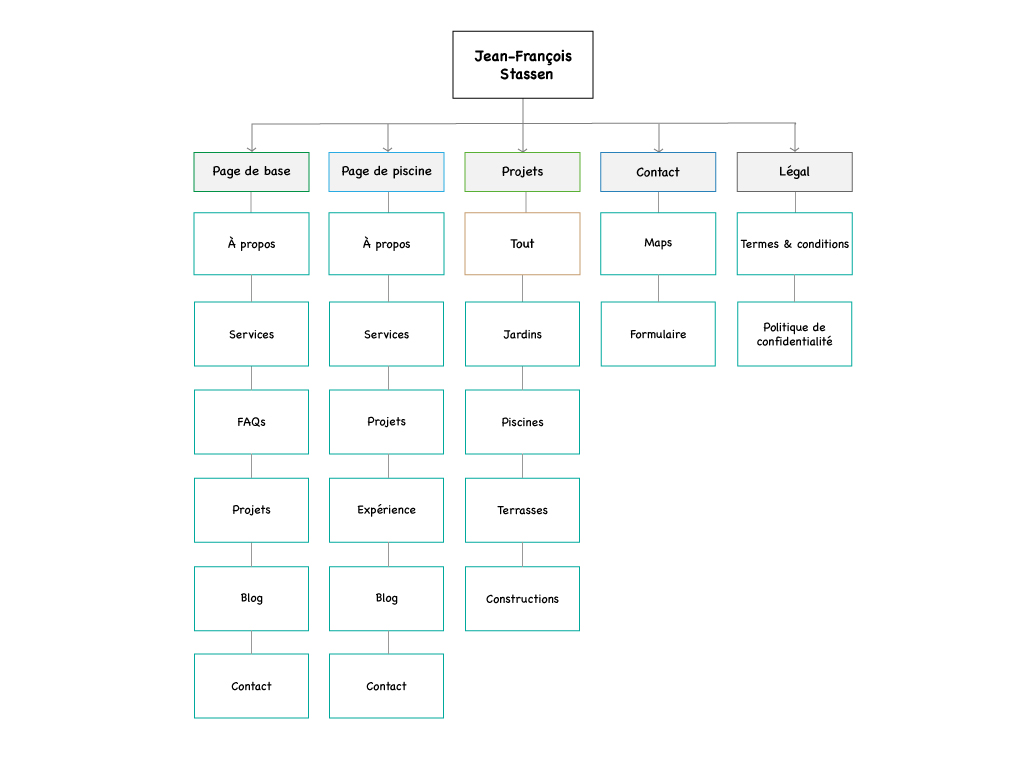 Jean-François
Stassen
Page de base
Page de piscine
Projets
Contact
Légal
À propos
À propos
Tout
Maps
Termes & conditions
Services
Services
Jardins
Formulaire
Politique de
confidentialité
FAQs
Projets
Piscines
Projets
Expérience
Terrasses
Blog
Blog
Constructions
Contact
Contact